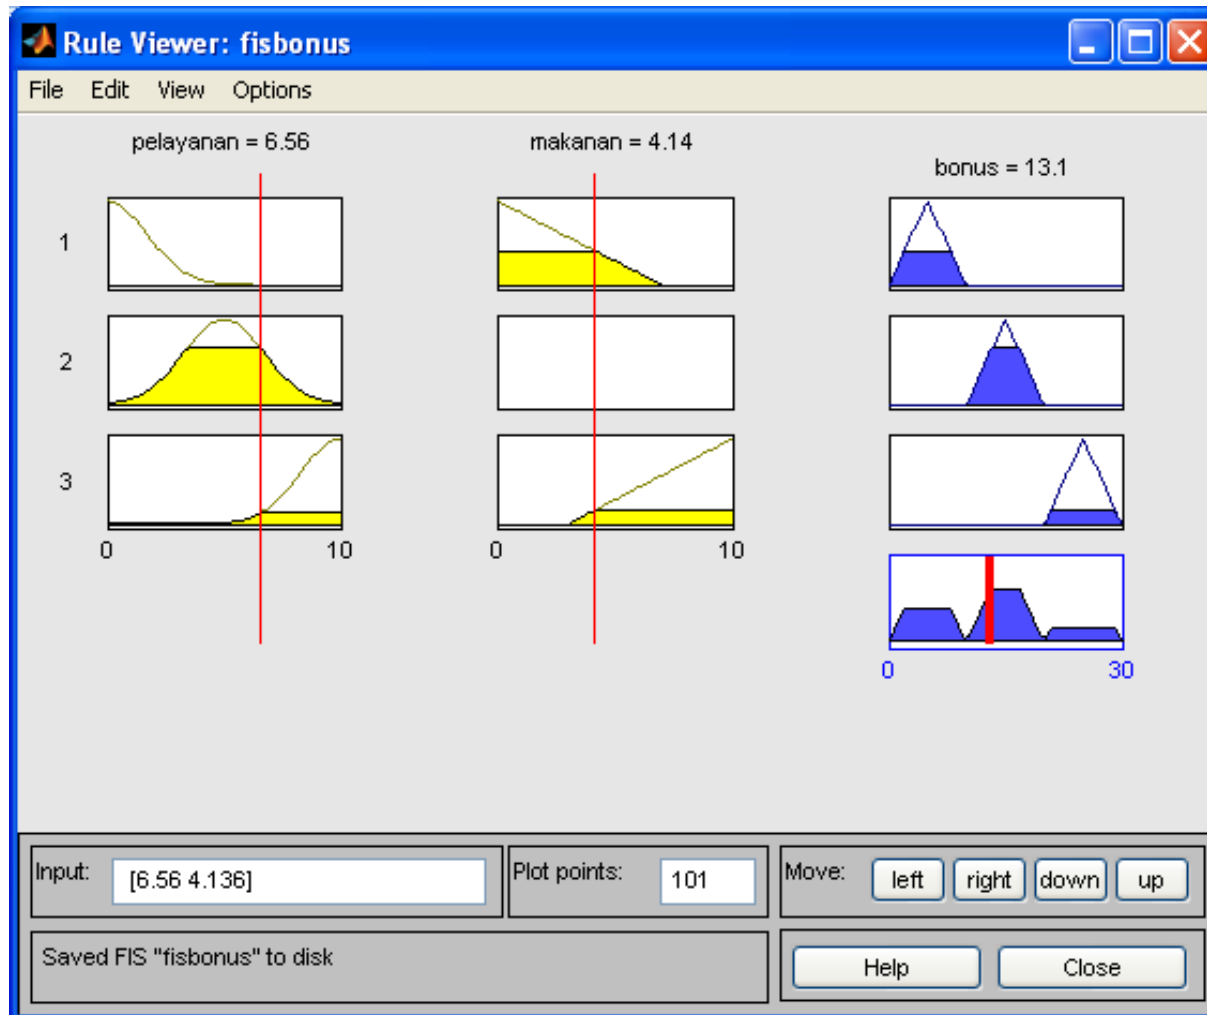 Rule Viewer: fisbonus
File Edit View Options
pelayanan = 6.56
makanan = 4.14
bonus = 13.1
1
2
3
0 10
0 10
0 30
Input: [6.56 4.136]
Plot points: 101
Move: left right down up
Saved FIS "fisbonus" to disk
Help Close